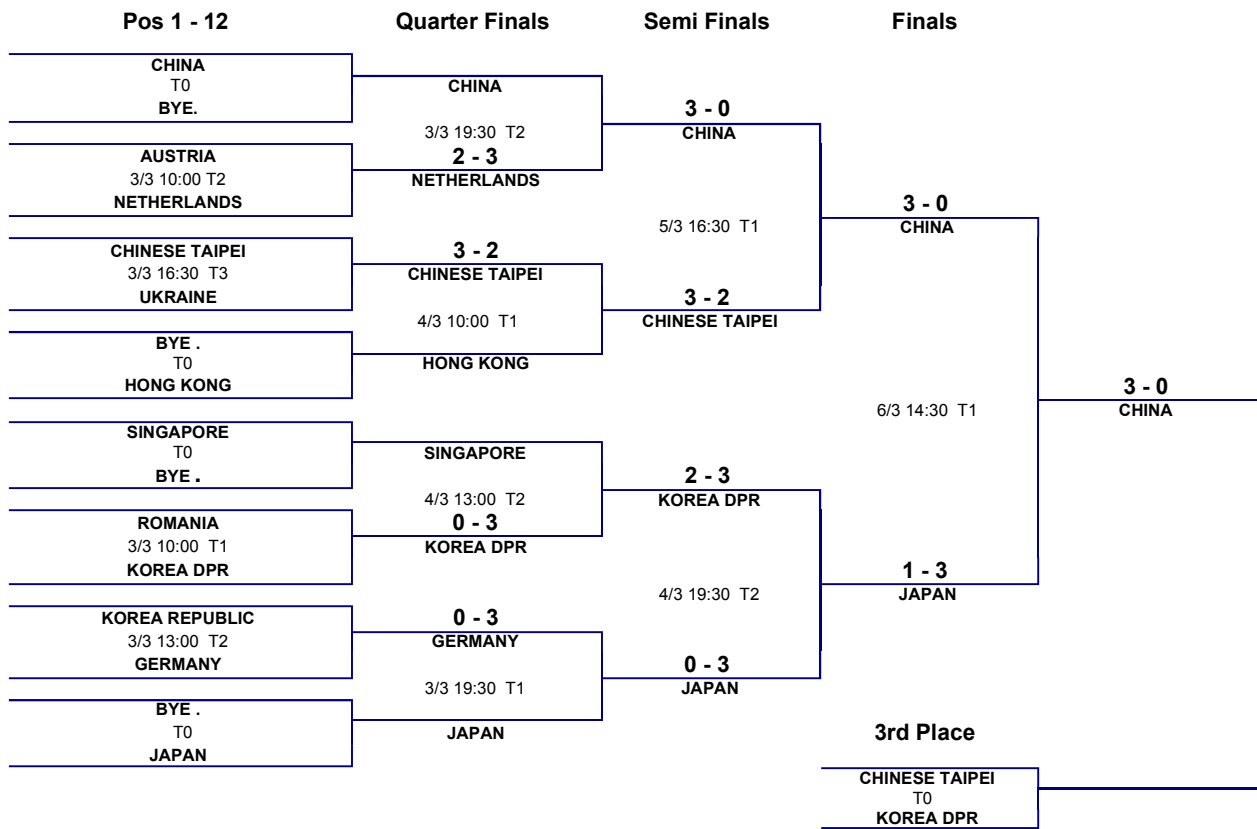 Pos 1 - 12
Quarter Finals
Semi Finals
Finals
CHINA
T0
BYE.
AUSTRIA
3/3 10:00 T2
NETHERLANDS
CHINESE TAIPEI
3/3 16:30 T3
UKRAINE
BYE .
T0
HONG KONG
SINGAPORE
T0
BYE .
ROMANIA
3/3 10:00 T1
KOREA DPR
KOREA REPUBLIC
3/3 13:00 T2
GERMANY
BYE .
T0
JAPAN
CHINA
3/3 19:30 T2
2 - 3
NETHERLANDS
3 - 2
CHINESE TAIPEI
4/3 10:00 T1
HONG KONG
SINGAPORE
4/3 13:00 T2
0 - 3
KOREA DPR
0 - 3
GERMANY
3/3 19:30 T1
JAPAN
3 - 0
CHINA
5/3 16:30 T1
3 - 2
CHINESE TAIPEI
2 - 3
KOREA DPR
4/3 19:30 T2
0 - 3
JAPAN
3 - 0
CHINA
6/3 14:30 T1
1 - 3
JAPAN
3 - 0
CHINA
3rd Place
CHINESE TAIPEI
T0
KOREA DPR